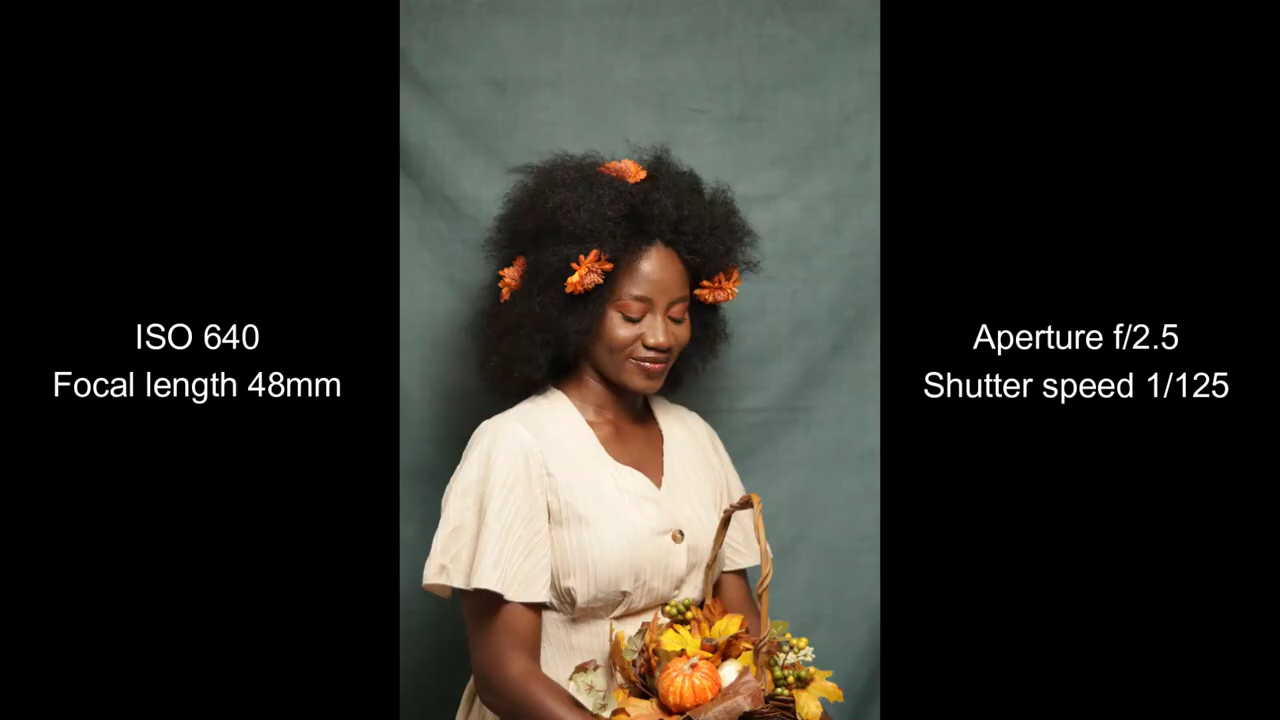 ISO 640
Focal length 48mm
Aperture f/2.5
Shutter speed 1/125